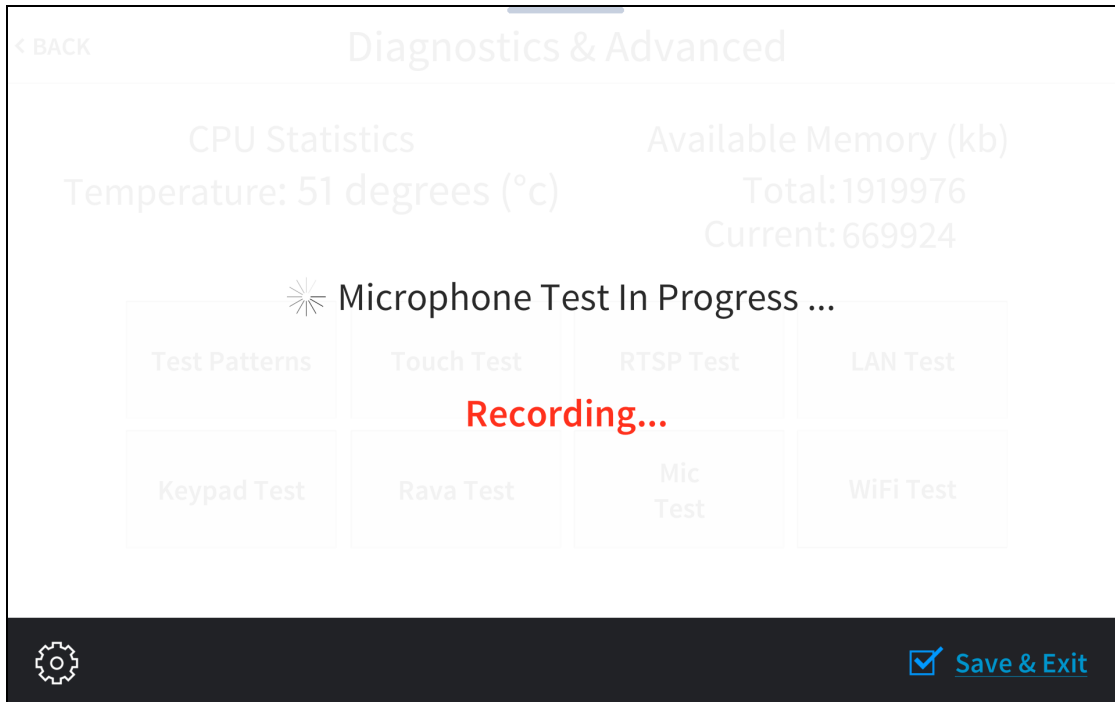 < BACK
Diagnostics & Advanced
CPU Statistics
Available Memory (kb)
Temperature: 51 degrees (°c)
Total: 1919976
Current: 669924
Microphone Test In Progress ...
Test Patterns
Touch Test
RTSP Test
LAN Test
Recording...
Keypad Test
Rava Test
Mic
Test
WiFi Test
Save & Exit